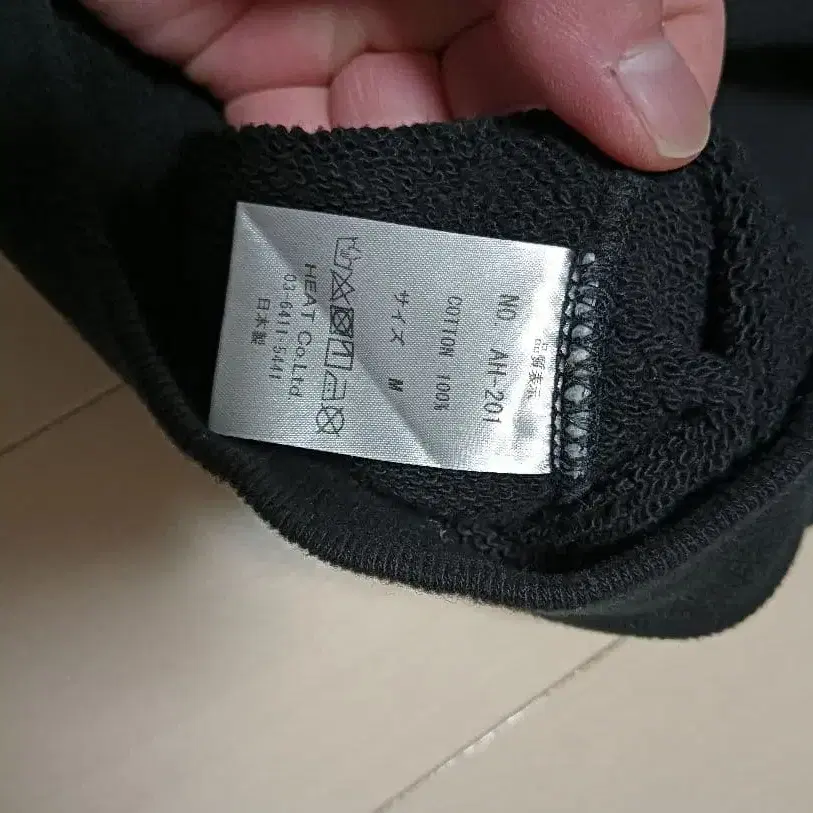 品質表示
NO. AH-201
COTTON 100%
サイズ M
HEAT Co.Ltd.
03-6411-5441
日本製